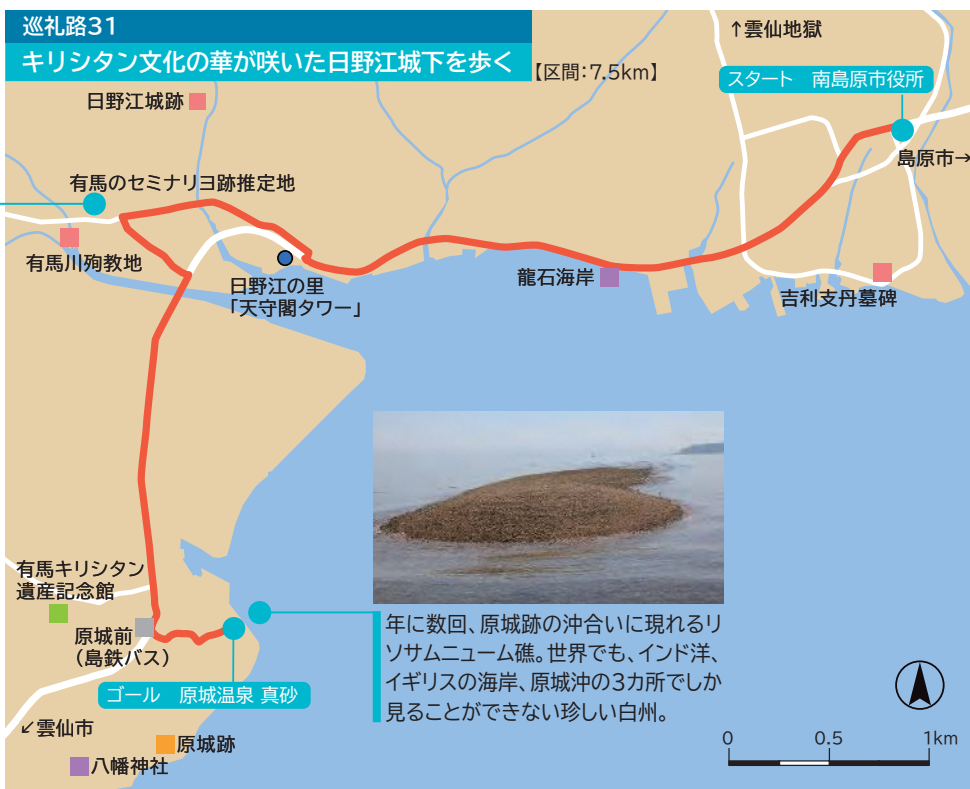 巡礼路31
キリシタン文化の華が咲いた日野江城下を歩く
【区間：7.5km】
↑雲仙地獄
スタート　南島原市役所
日野江城跡
島原市→
有馬のセミナリヨ跡推定地
有馬川殉教地
日野江の里
「天守閣タワー」
龍石海岸
吉利支丹墓碑
有馬キリシタン
遺産記念館
原城前
（島鉄バス）
ゴール　原城温泉 真砂
年に数回、原城跡の沖合いに現れるリ
ソサムニューム礁。世界でも、インド洋、
イギリスの海岸、原城沖の3カ所でしか
見ることができない珍しい白州。
↙雲仙市
原城跡
八幡神社
0 0.5 1km